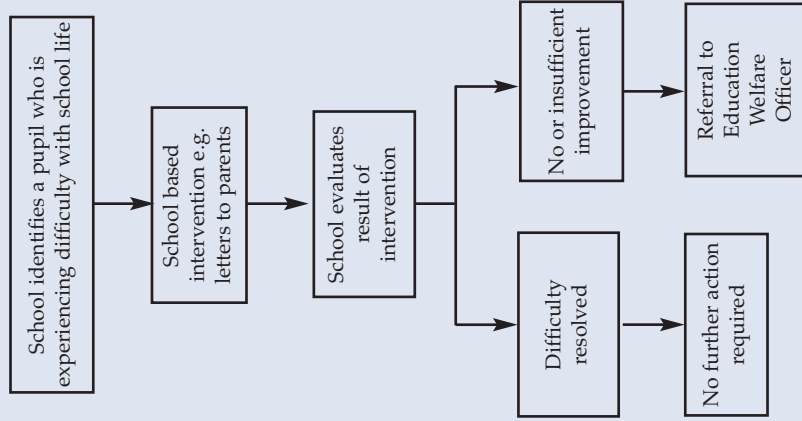 School identifies a pupil who is
experiencing difficulty with school life
School based
intervention e.g.
letters to parents
School evaluates
result of
intervention
Difficulty
resolved
No further action
required
No or insufficient
improvement
Referral to
Education
Welfare
Officer